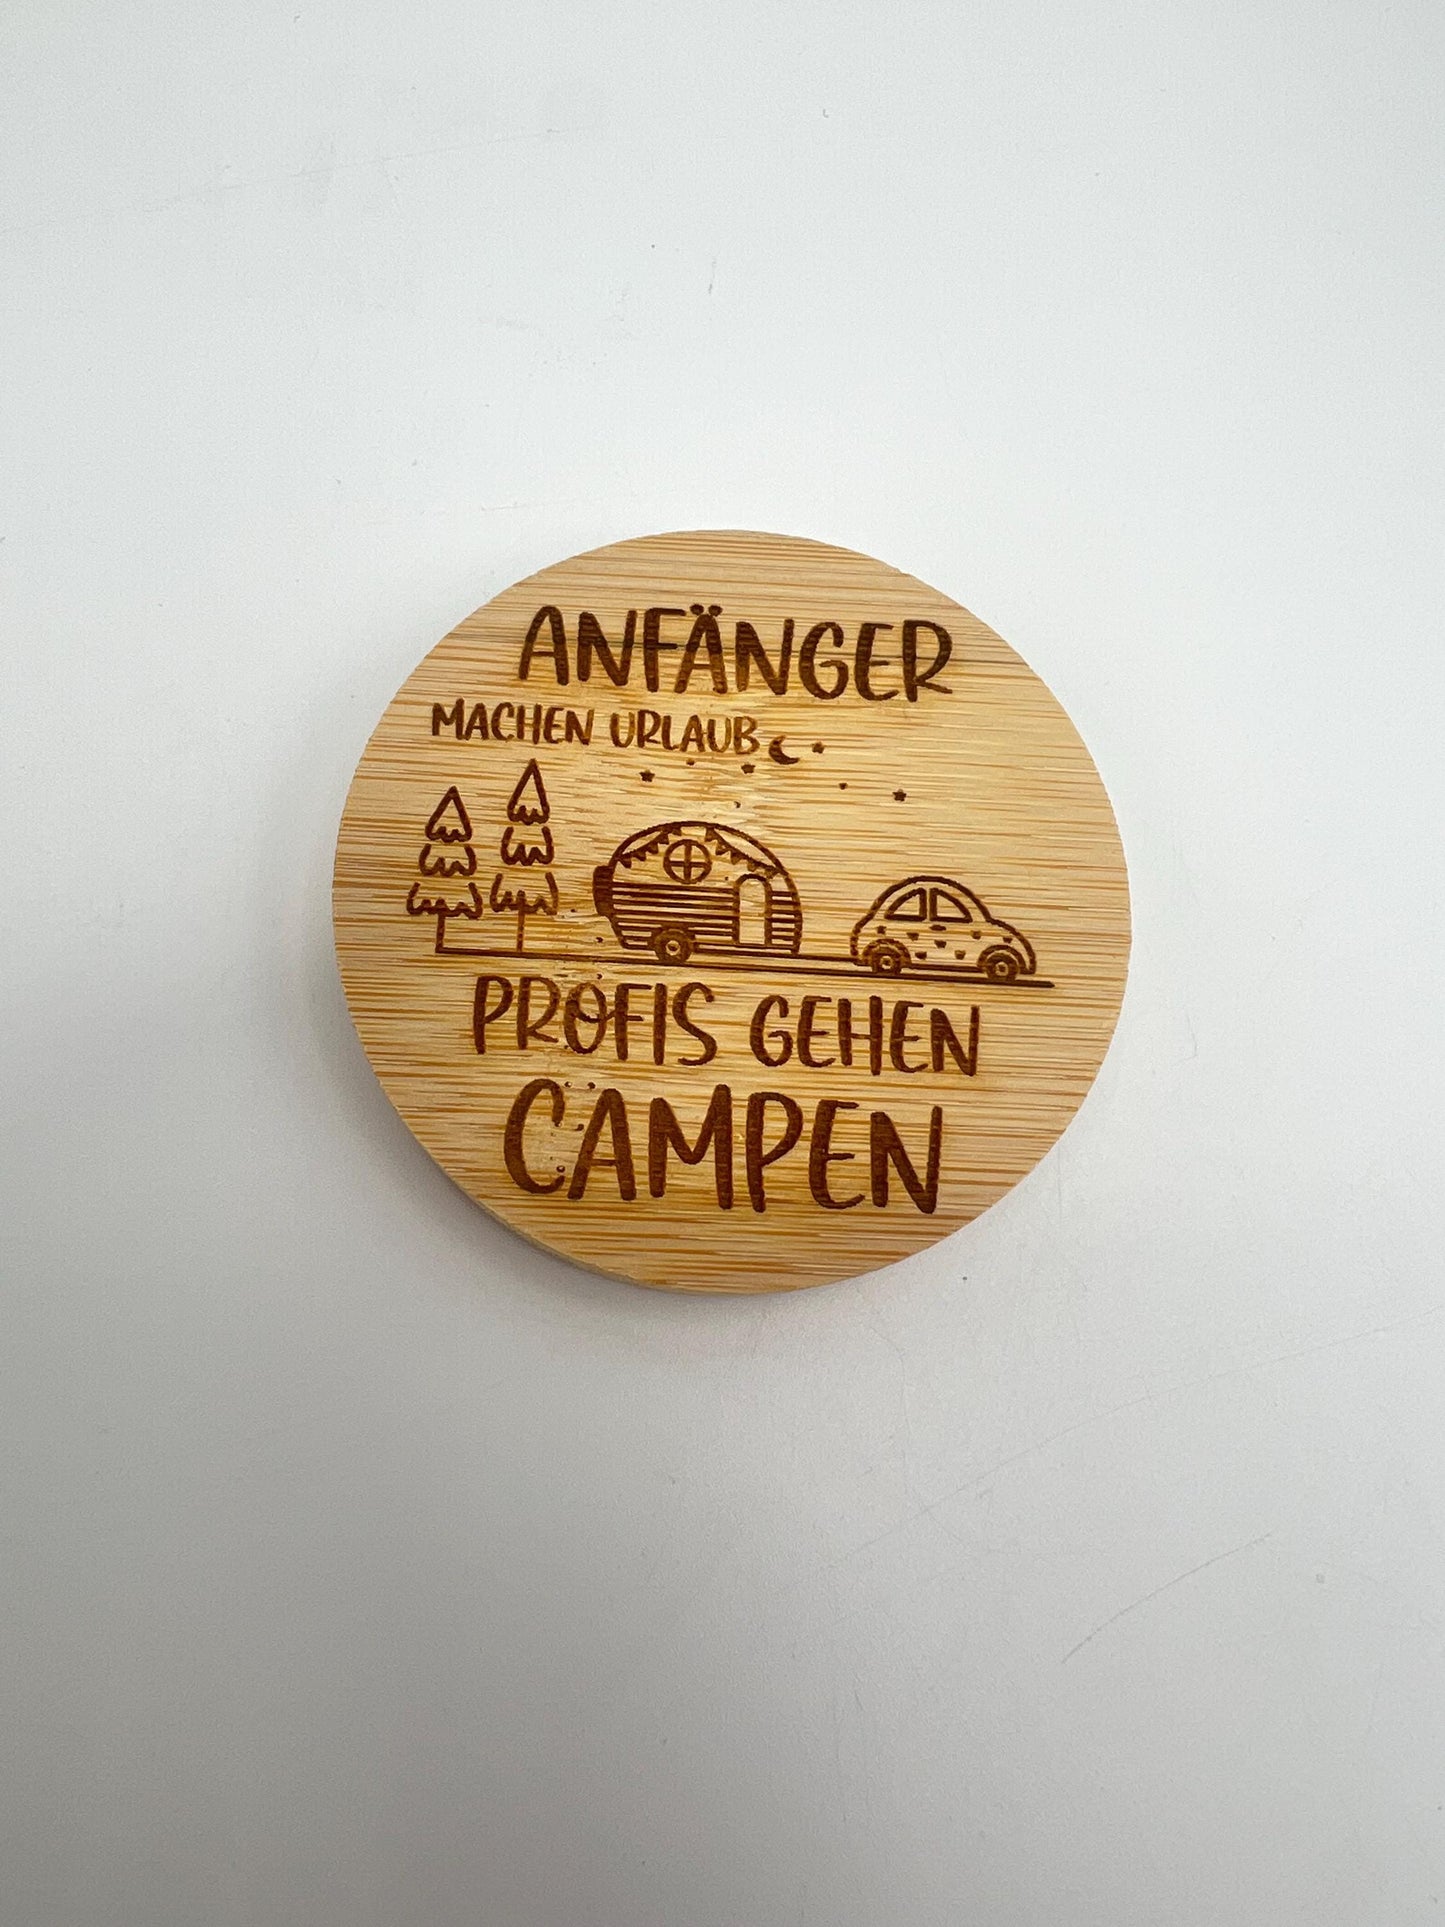 ANFÄNGER
MACHEN URLAUB
PROFIS GEHEN
CAMPEN